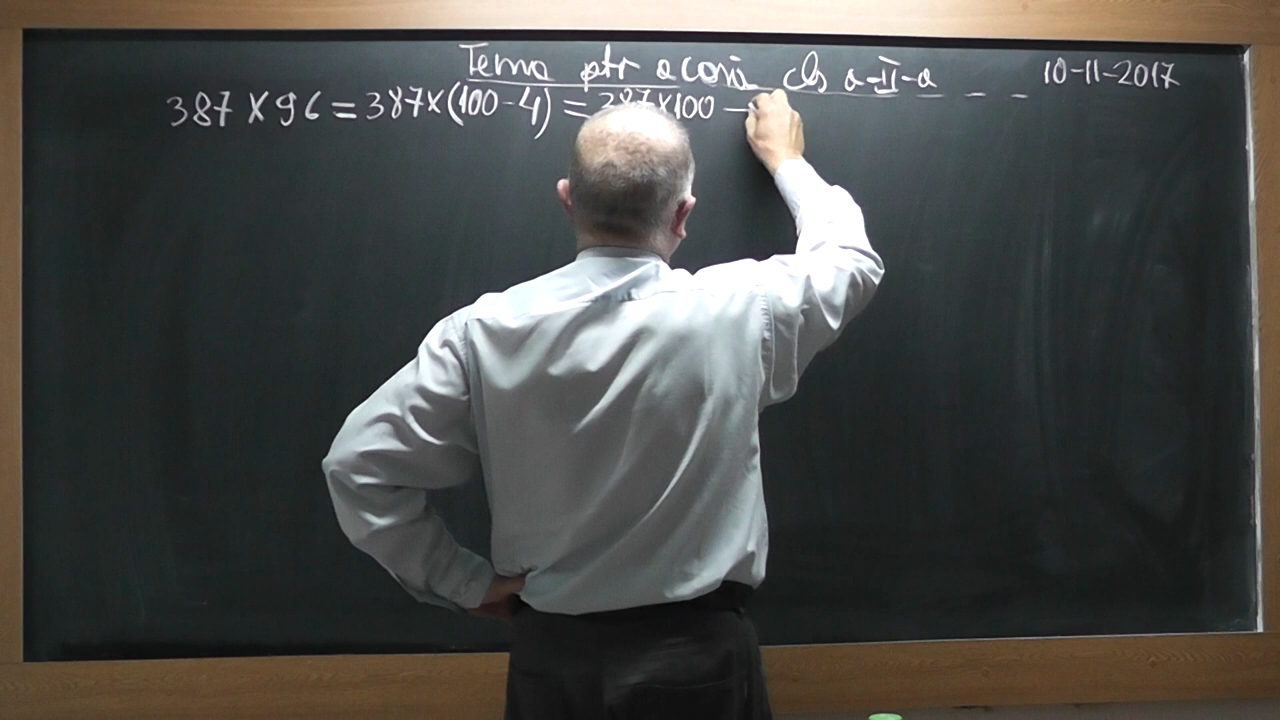 Tema ptr acasă cls a-II-a 10-11-2017
387 x 96 = 387 x (100 - 4) = 387 x 100 -